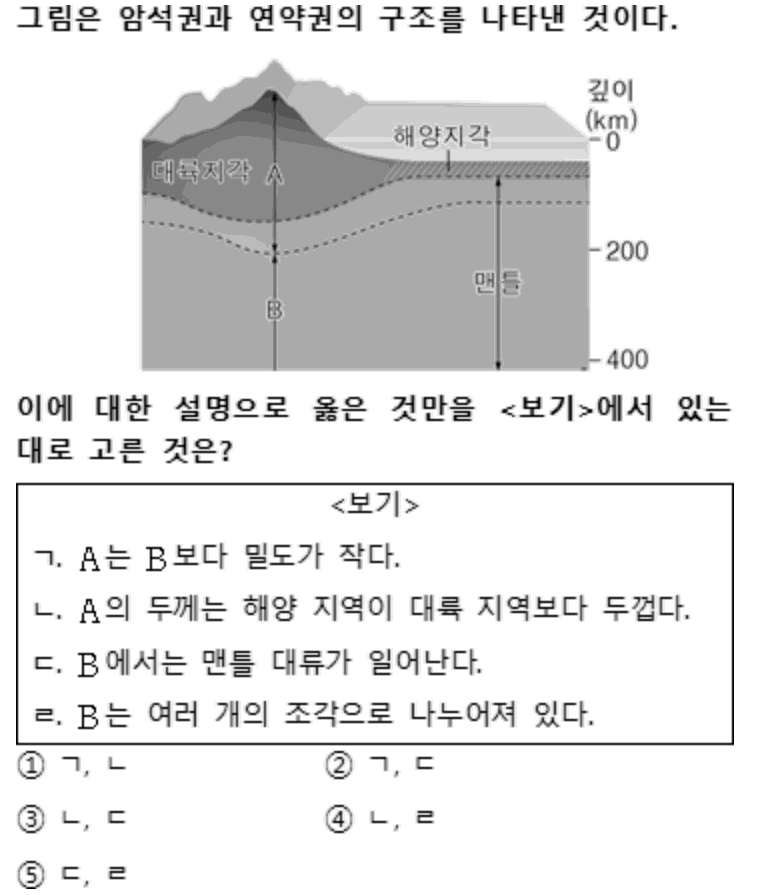 그림은 암석권과 연약권의 구조를 나타낸 것이다.
깊이
(km)
해양지각
0
대륙지각 A
200
맨틀
B
400
이에 대한 설명으로 옳은 것만을 <보기>에서 있는
대로 고른 것은?
<보기>
ㄱ. A는 B보다 밀도가 작다.
ㄴ. A의 두께는 해양 지역이 대륙 지역보다 두껍다.
ㄷ. B에서는 맨틀 대류가 일어난다.
ㄹ. B는 여러 개의 조각으로 나누어져 있다.
① ㄱ, ㄴ ② ㄱ, ㄷ
③ ㄴ, ㄷ ④ ㄴ, ㄹ
⑤ ㄷ, ㄹ